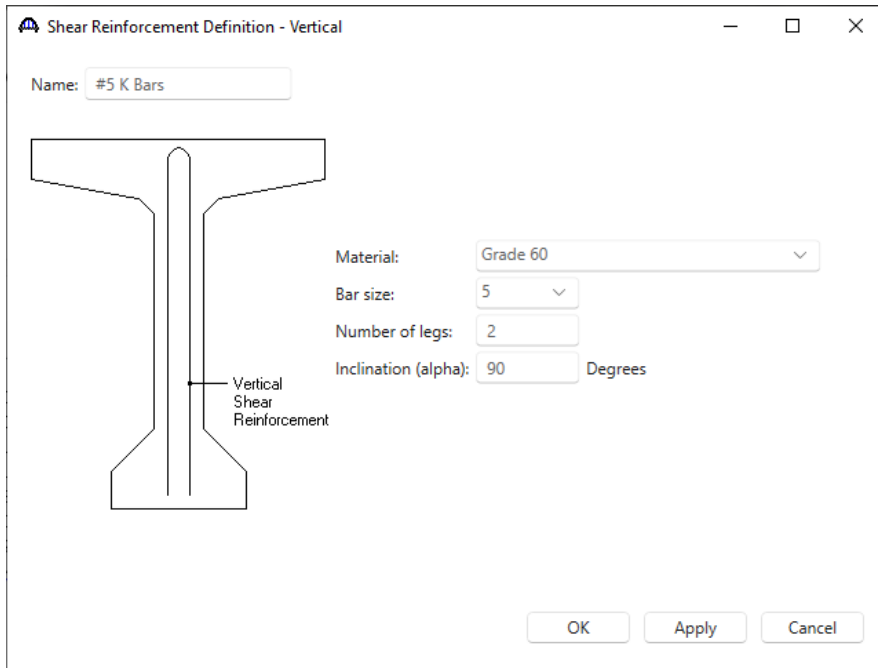 Shear Reinforcement Definition - Vertical
Name: #5 K Bars
Material: Grade 60
Bar size: 5
Number of legs: 2
Inclination (alpha): 90 Degrees
Vertical
Shear
Reinforcement
OK Apply Cancel